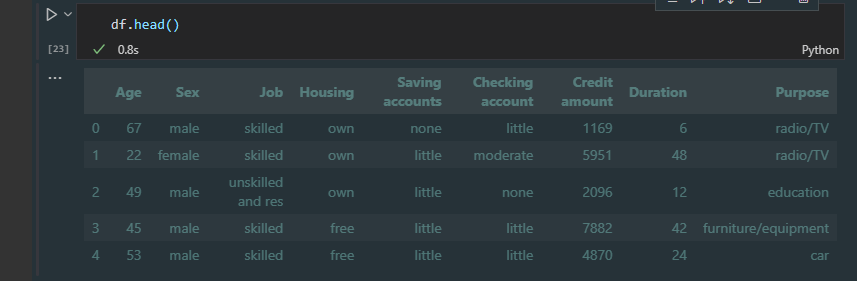 df.head()
[23]
0.8s
Python
...
Age Sex Job Housing Saving accounts Checking account Credit amount Duration Purpose
0 67 male skilled own none little 1169 6 radio/TV
1 22 female skilled own little moderate 5951 48 radio/TV
2 49 male unskilled and res own little none 2096 12 education
3 45 male skilled free little little 7882 42 furniture/equipment
4 53 male skilled free little little 4870 24 car